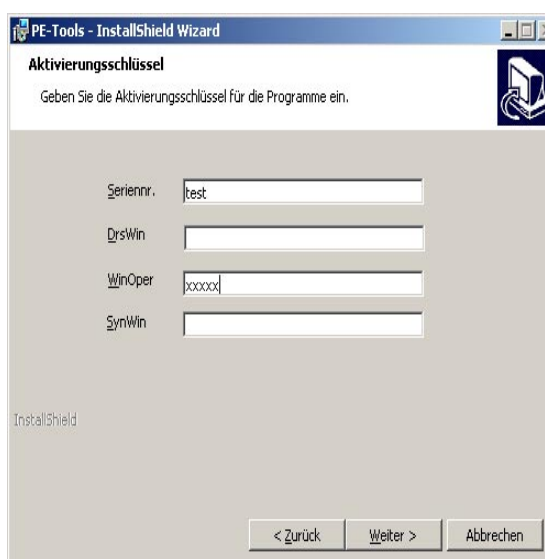 PE-Tools - InstallShield Wizard
Aktivierungsschlüssel
Geben Sie die Aktivierungsschlüssel für die Programme ein.
Seriennr. test
DrsWin
WinOper xxxxx
SynWin
InstallShield
< Zurück Weiter > Abbrechen